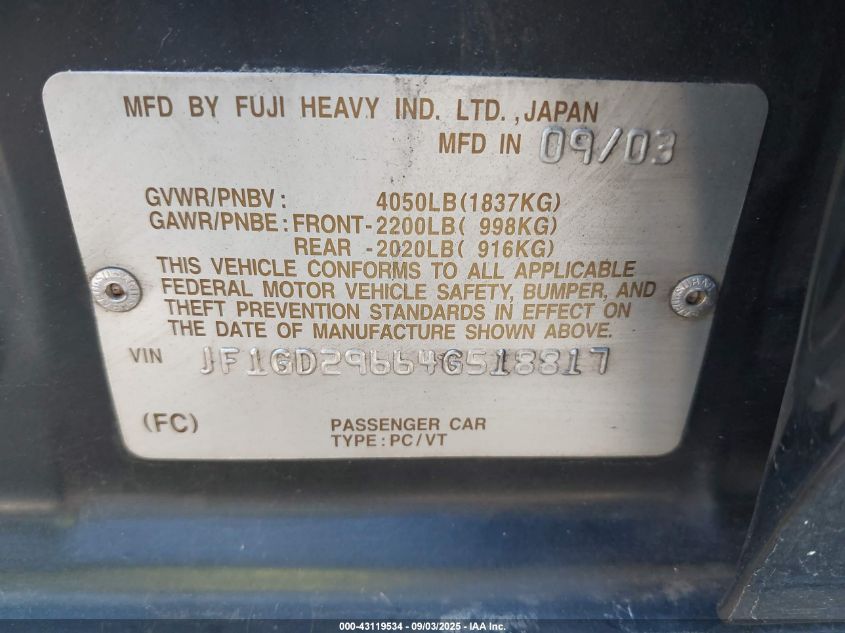 MFD BY FUJI HEAVY IND. LTD.,JAPAN
MFD IN 09/03
GVWR/PNBV: 4050LB(1837KG)
GAWR/PNBE: FRONT-2200LB( 998KG)
REAR -2020LB( 916KG)
THIS VEHICLE CONFORMS TO ALL APPLICABLE
FEDERAL MOTOR VEHICLE SAFETY, BUMPER, AND
THEFT PREVENTION STANDARDS IN EFFECT ON
THE DATE OF MANUFACTURE SHOWN ABOVE.
VIN JF1GD29664G518817
(FC) PASSENGER CAR
TYPE:PC/VT
000-43119534 - 09/03/2025 - IAA, Inc.